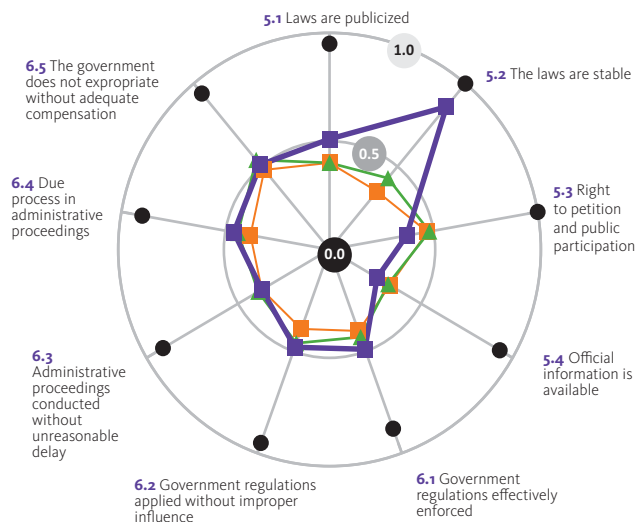 5.1 Laws are publicized
1.0
5.2 The laws are stable
0.5
5.3 Right
to petition
and public
participation
0.0
5.4 Official
information is
available
6.1 Government
regulations effectively
enforced
6.2 Government regulations
applied without improper
influence
6.3
Administrative
proceedings
conducted
without
unreasonable
delay
6.4 Due
process in
administrative
proceedings
6.5 The government
does not expropriate
without adequate
compensation